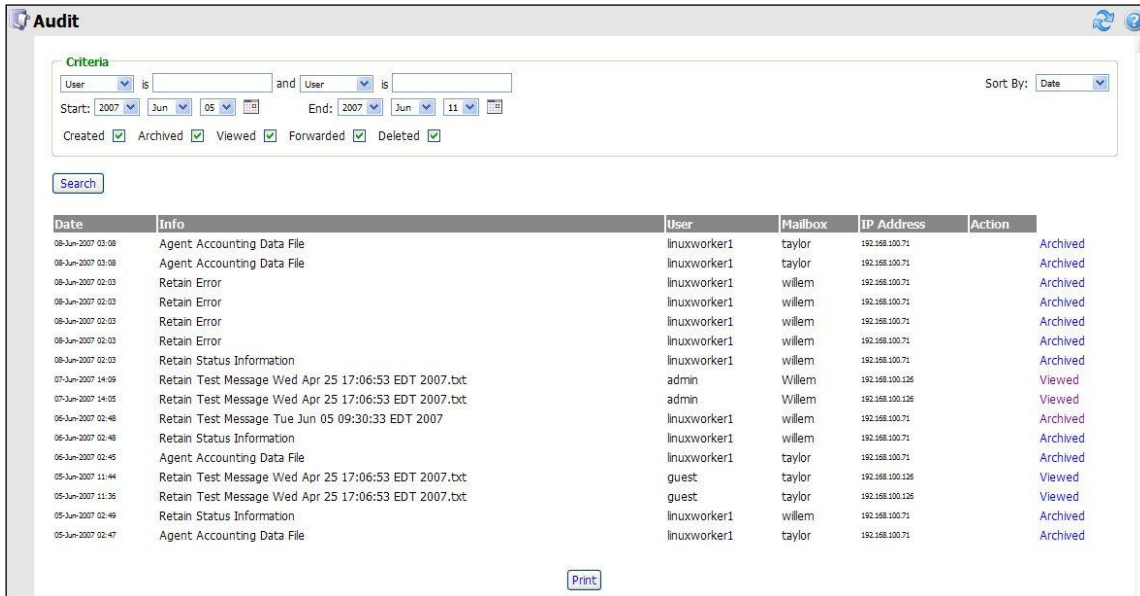 Audit
Criteria
User is and User is Sort By: Date
Start: 2007 Jun 05 End: 2007 Jun 11
Created Archived Viewed Forwarded Deleted
Search
Date Info User Mailbox IP Address Action
08-Jun-2007 03:08 Agent Accounting Data File linuxworker1 taylor 192.168.100.71 Archived
08-Jun-2007 03:08 Agent Accounting Data File linuxworker1 taylor 192.168.100.71 Archived
08-Jun-2007 02:03 Retain Error linuxworker1 willem 192.168.100.71 Archived
08-Jun-2007 02:03 Retain Error linuxworker1 willem 192.168.100.71 Archived
08-Jun-2007 02:03 Retain Error linuxworker1 willem 192.168.100.71 Archived
08-Jun-2007 02:03 Retain Error linuxworker1 willem 192.168.100.71 Archived
08-Jun-2007 02:03 Retain Status Information linuxworker1 willem 192.168.100.71 Archived
07-Jun-2007 14:09 Retain Test Message Wed Apr 25 17:06:53 EDT 2007.txt admin Willem 192.168.100.126 Viewed
07-Jun-2007 14:05 Retain Test Message Wed Apr 25 17:06:53 EDT 2007.txt admin Willem 192.168.100.126 Viewed
06-Jun-2007 02:48 Retain Test Message Tue Jun 05 09:30:33 EDT 2007 linuxworker1 willem 192.168.100.71 Archived
06-Jun-2007 02:48 Retain Status Information linuxworker1 willem 192.168.100.71 Archived
06-Jun-2007 02:45 Agent Accounting Data File linuxworker1 taylor 192.168.100.71 Archived
05-Jun-2007 11:44 Retain Test Message Wed Apr 25 17:06:53 EDT 2007.txt guest taylor 192.168.100.126 Viewed
05-Jun-2007 11:36 Retain Test Message Wed Apr 25 17:06:53 EDT 2007.txt guest taylor 192.168.100.126 Viewed
05-Jun-2007 02:49 Retain Status Information linuxworker1 willem 192.168.100.71 Archived
05-Jun-2007 02:47 Agent Accounting Data File linuxworker1 taylor 192.168.100.71 Archived
Print